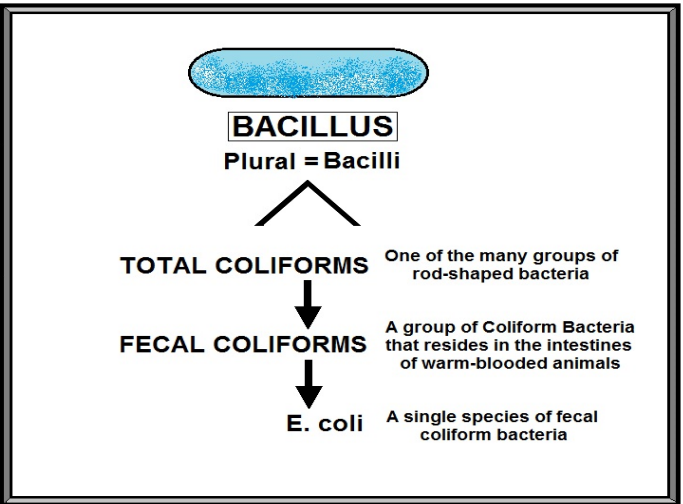 BACILLUS
Plural = Bacilli
TOTAL COLIFORMS
One of the many groups of
rod-shaped bacteria
FECAL COLIFORMS
A group of Coliform Bacteria
that resides in the intestines
of warm-blooded animals
E. coli
A single species of fecal
coliform bacteria